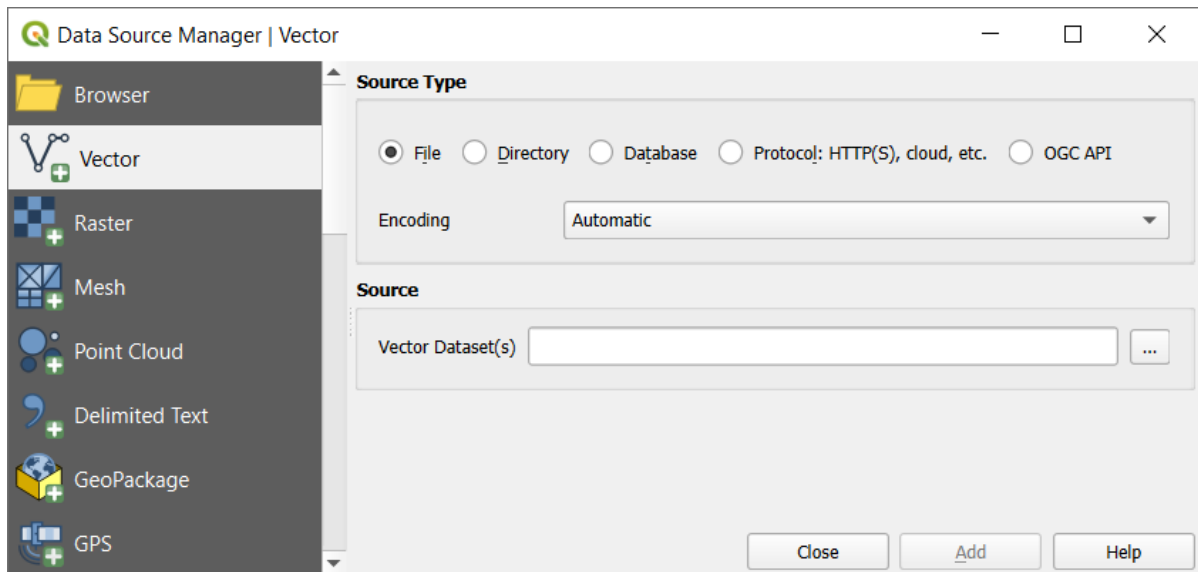 Data Source Manager | Vector
Browser
Vector
Raster
Mesh
Point Cloud
Delimited Text
GeoPackage
GPS
Source Type
File Directory Database Protocol: HTTP(S), cloud, etc. OGC API
Encoding Automatic
Source
Vector Dataset(s) ...
Close Add Help